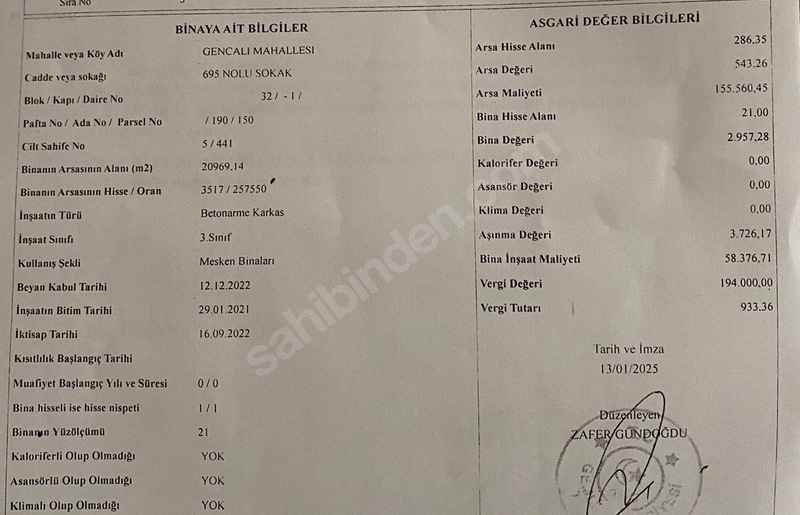 Sıra No
BİNAYA AİT BİLGİLER
Mahalle veya Köy Adı GENCALİ MAHALLESİ
Cadde veya sokağı 695 NOLU SOKAK
Blok / Kapı / Daire No 32 / - 1 /
Pafta No / Ada No / Parsel No / 190 / 150
Cilt Sahife No 5 / 441
Binanın Arsasının Alanı (m2) 20969.14
Binanın Arsasının Hisse / Oran 3517 / 257550
İnşaatın Türü Betonarme Karkas
İnşaat Sınıfı 3.Sınıf
Kullanış Şekli Mesken Binaları
Beyan Kabul Tarihi 12.12.2022
İnşaatın Bitim Tarihi 29.01.2021
İktisap Tarihi 16.09.2022
Kısıtlılık Başlangıç Tarihi
Muafiyet Başlangıç Yılı ve Süresi 0 / 0
Bina hisseli ise hisse nispeti 1 / 1
Binanın Yüzölçümü 21
Kaloriferli Olup Olmadığı YOK
Asansörlü Olup Olmadığı YOK
Klimalı Olup Olmadığı YOK
ASGARİ DEĞER BİLGİLERİ
Arsa Hisse Alanı 286,35
Arsa Değeri 543.26
Arsa Maliyeti 155.560,45
Bina Hisse Alanı 21,00
Bina Değeri 2.957,28
Kalorifer Değeri 0,00
Asansör Değeri 0,00
Klima Değeri 0,00
Aşınma Değeri 3.726,17
Bina İnşaat Maliyeti 58.376,71
Vergi Değeri 194.000,00
Vergi Tutarı 933.36
Tarih ve İmza
13/01/2025
Düzenleyen
ZAFER GÜNDOĞDU
sahibinden.com